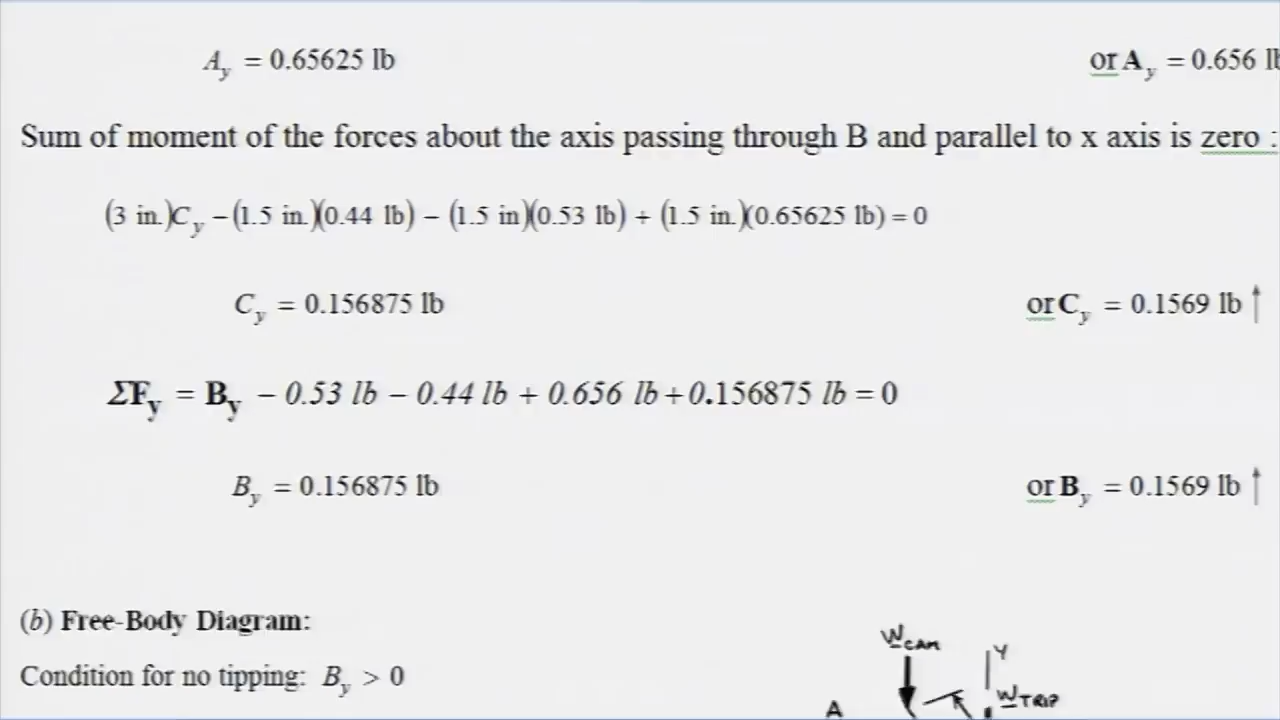 A_y = 0.65625 lb or A_y = 0.656 lb
Sum of moment of the forces about the axis passing through B and parallel to x axis is zero :
(3 in.)C_y − (1.5 in.)(0.44 lb) − (1.5 in)(0.53 lb) + (1.5 in.)(0.65625 lb) = 0
C_y = 0.156875 lb or C_y = 0.1569 lb ↑
ΣF_y = B_y − 0.53 lb − 0.44 lb + 0.656 lb + 0.156875 lb = 0
B_y = 0.156875 lb or B_y = 0.1569 lb ↑
(b) Free-Body Diagram:
W_CAM
Y
Condition for no tipping: B_y > 0
W_TRIP
A